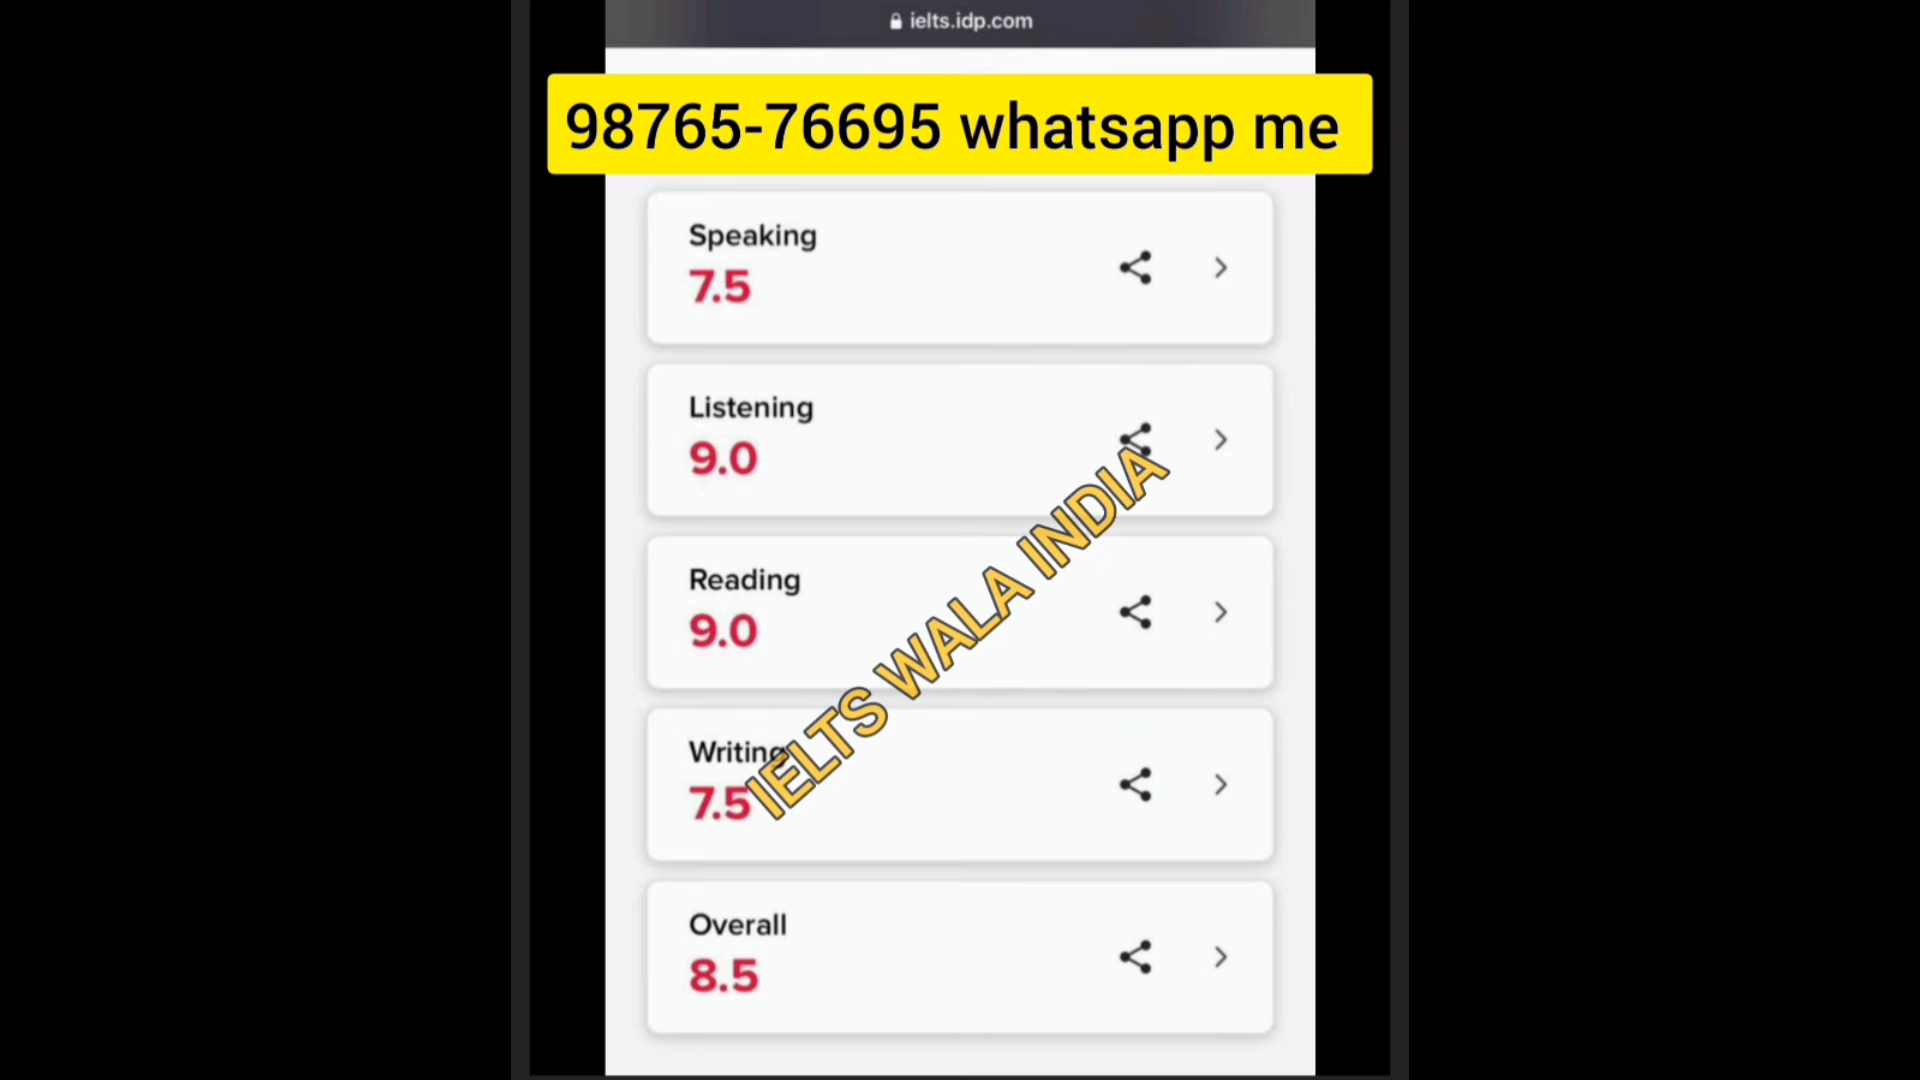 ielts.idp.com
98765-76695 whatsapp me
Speaking
7.5
Listening
9.0
Reading
9.0
Writing
7.5
IELTS WALA INDIA
Overall
8.5